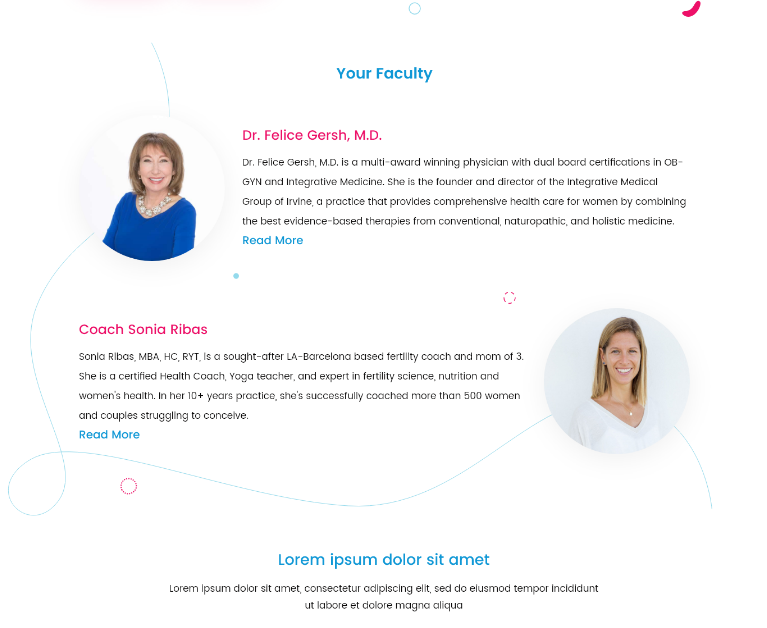 Your Faculty
Dr. Felice Gersh, M.D.
Dr. Felice Gersh, M.D. is a multi-award winning physician with dual board certifications in OB-
GYN and Integrative Medicine. She is the founder and director of the Integrative Medical
Group of Irvine, a practice that provides comprehensive health care for women by combining
the best evidence-based therapies from conventional, naturopathic, and holistic medicine.
Read More
Coach Sonia Ribas
Sonia Ribas, MBA, HC, RYT, is a sought-after LA-Barcelona based fertility coach and mom of 3.
She is a certified Health Coach, Yoga teacher, and expert in fertility science, nutrition and
women's health. In her 10+ years practice, she's successfully coached more than 500 women
and couples struggling to conceive.
Read More
Lorem ipsum dolor sit amet
Lorem ipsum dolor sit amet, consectetur adipiscing elit, sed do eiusmod tempor incididunt
ut labore et dolore magna aliqua